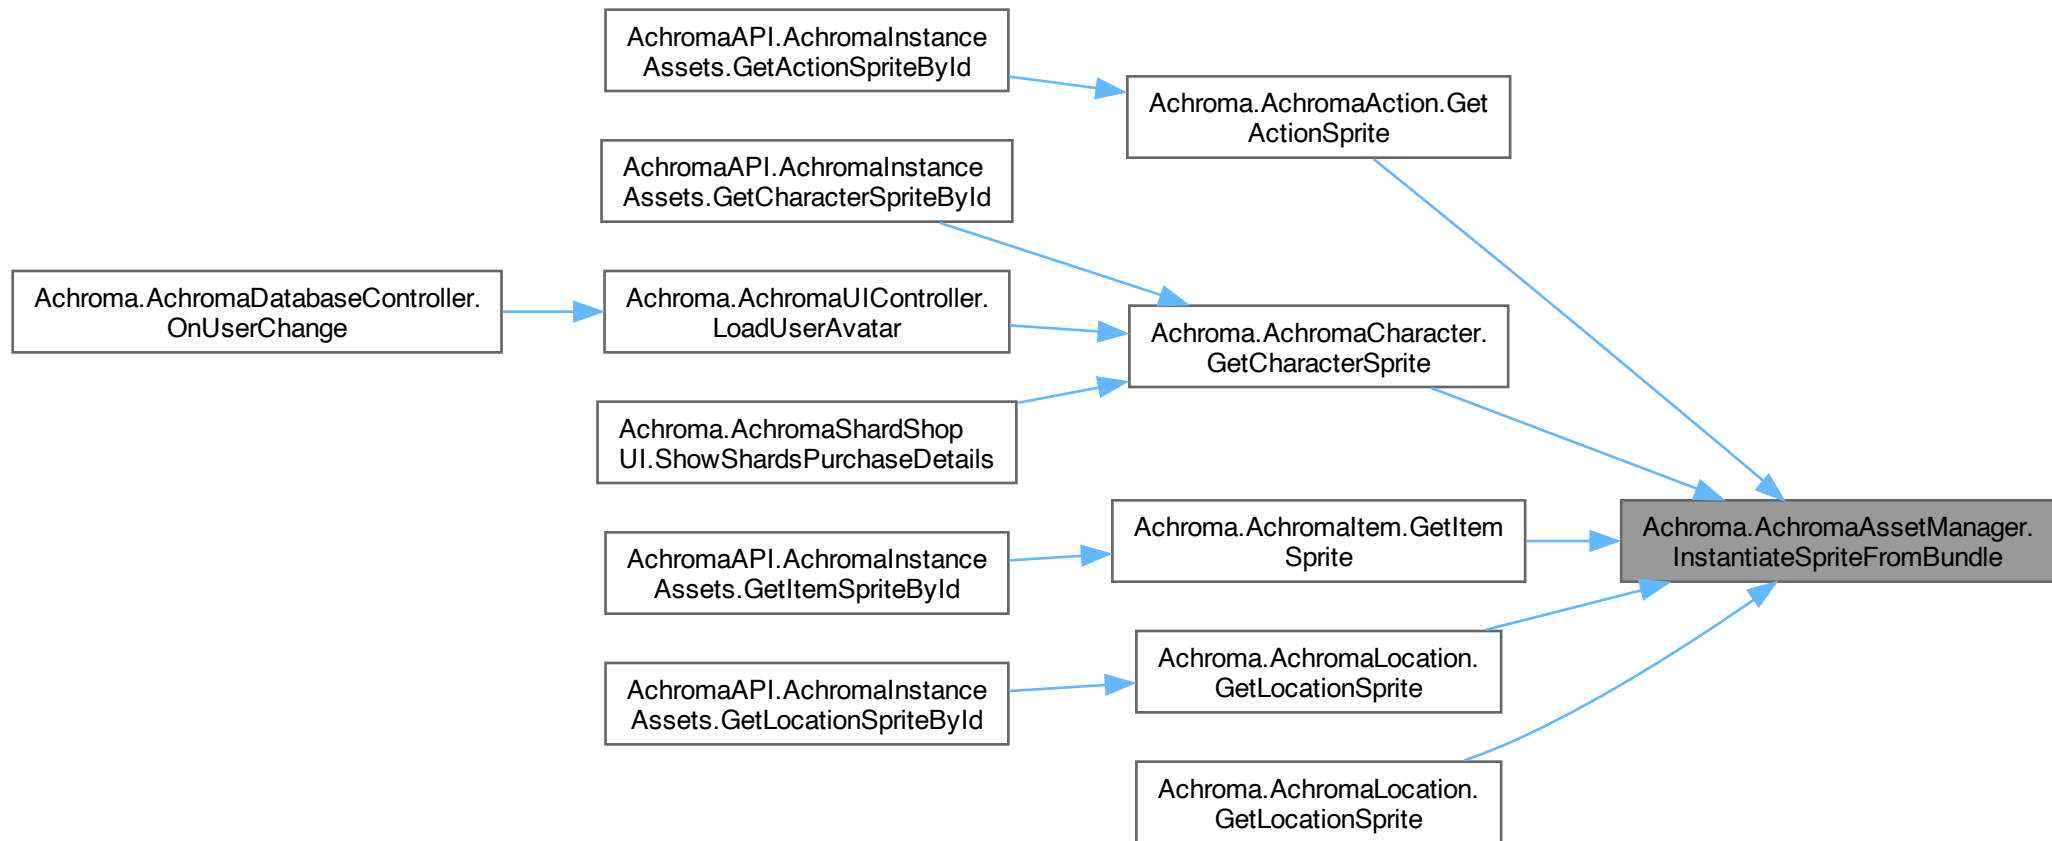 AchromaAPI.AchromaInstance
Assets.GetActionSpriteById
Achroma.AchromaAction.Get
ActionSprite
AchromaAPI.AchromaInstance
Assets.GetCharacterSpriteById
Achroma.AchromaDatabaseController.
OnUserChange
Achroma.AchromaUIController.
LoadUserAvatar
Achroma.AchromaCharacter.
GetCharacterSprite
Achroma.AchromaShardShop
UI.ShowShardsPurchaseDetails
Achroma.AchromaItem.GetItem
Sprite
Achroma.AchromaAssetManager.
InstantiateSpriteFromBundle
AchromaAPI.AchromaInstance
Assets.GetItemSpriteById
Achroma.AchromaLocation.
GetLocationSprite
AchromaAPI.AchromaInstance
Assets.GetLocationSpriteById
Achroma.AchromaLocation.
GetLocationSprite